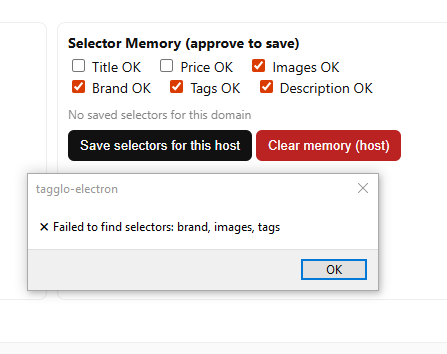 Selector Memory (approve to save)
Title OK Price OK Images OK
Brand OK Tags OK Description OK
No saved selectors for this domain
Save selectors for this host Clear memory (host)
tagglo-electron
✕ Failed to find selectors: brand, images, tags
OK